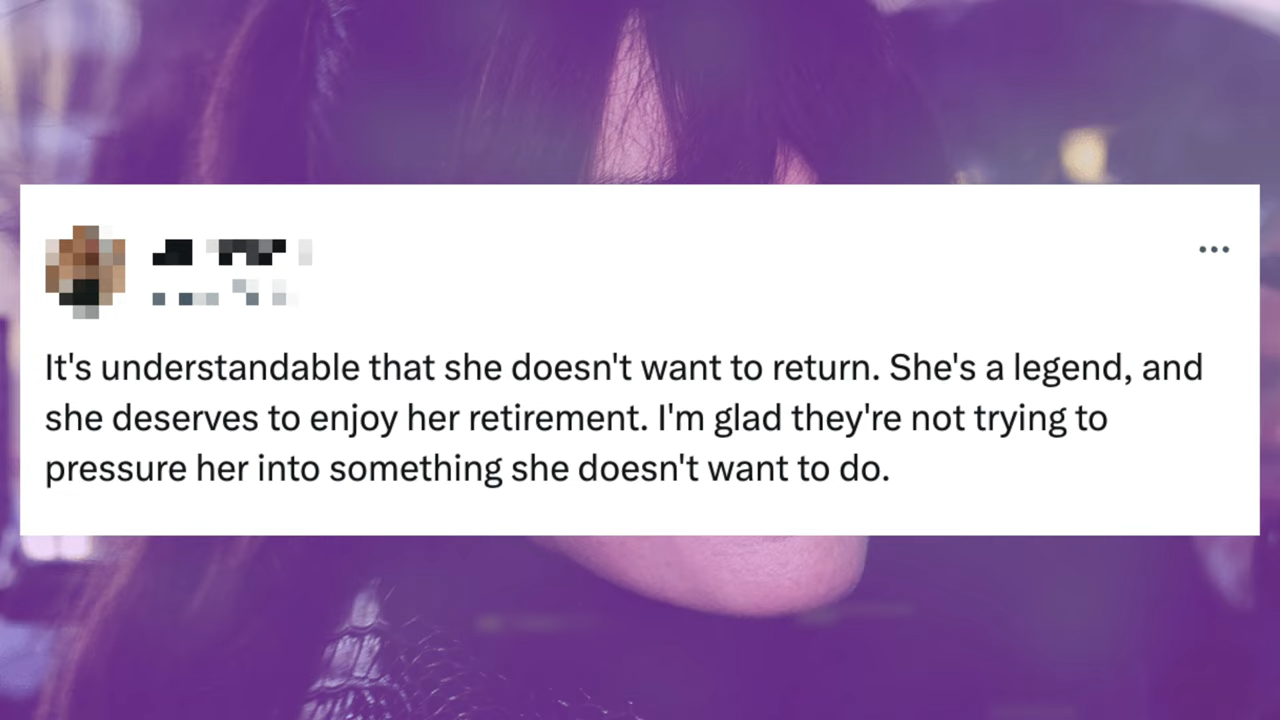 It's understandable that she doesn't want to return. She's a legend, and
she deserves to enjoy her retirement. I'm glad they're not trying to
pressure her into something she doesn't want to do.